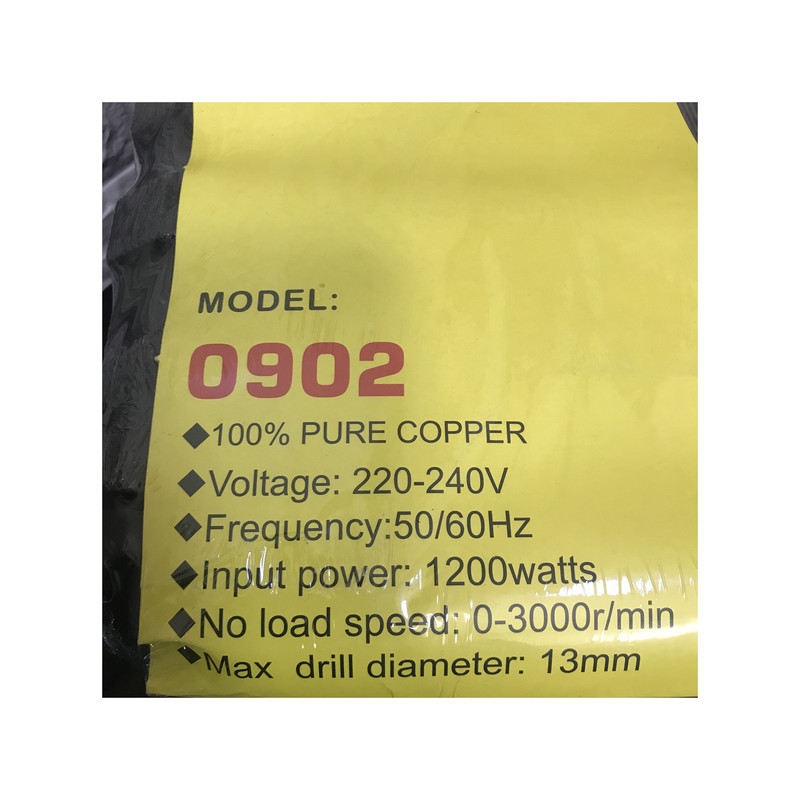 MODEL:
0902
◆100% PURE COPPER
◆Voltage: 220-240V
◆Frequency:50/60Hz
◆Input power: 1200watts
◆No load speed: 0-3000r/min
◆Max drill diameter: 13mm